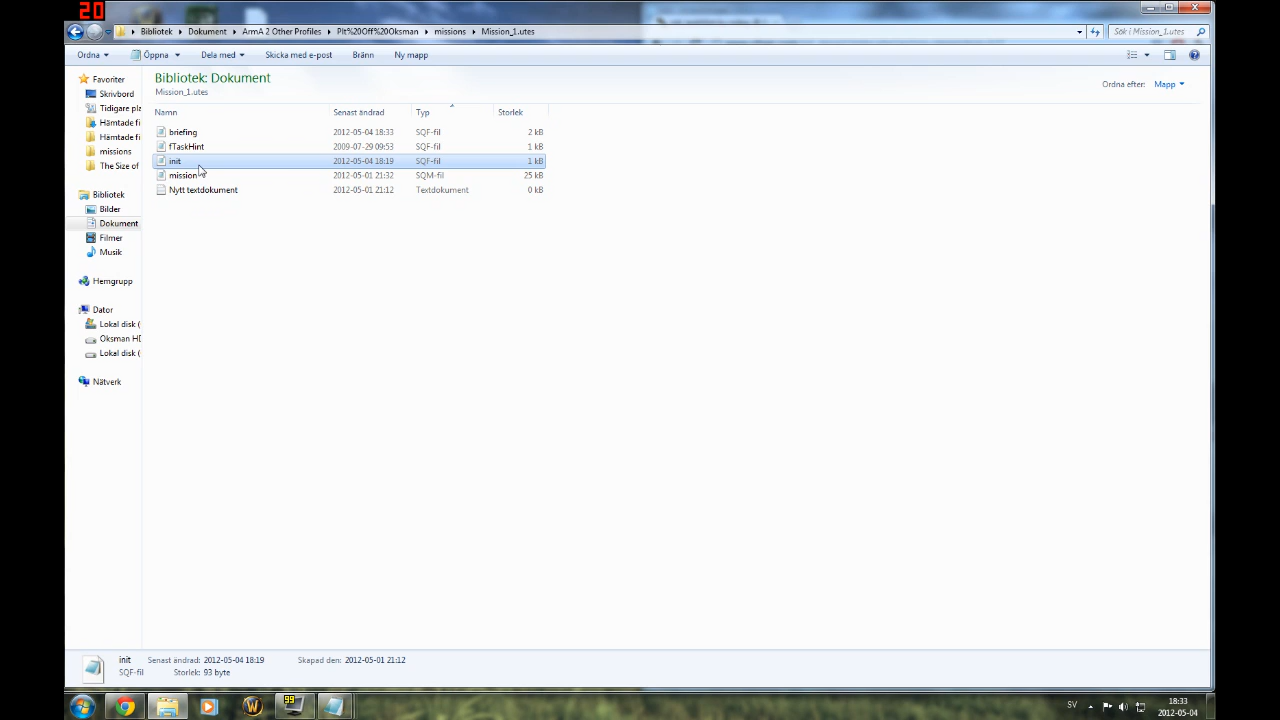 20
Bibliotek ▸ Dokument ▸ ArmA 2 Other Profiles ▸ Plt%20Off%20Oksman ▸ missions ▸ Mission_1.utes
Sök i Mission_1.utes
Ordna Öppna Dela med Skicka med e-post Bränn Ny mapp
Bibliotek: Dokument
Mission_1.utes
Ordna efter: Mapp
Namn Senast ändrad Typ Storlek
briefing 2012-05-04 18:33 SQF-fil 2 kB
fTaskHint 2009-07-29 09:53 SQF-fil 1 kB
init 2012-05-04 18:19 SQF-fil 1 kB
mission 2012-05-01 21:32 SQM-fil 25 kB
Nytt textdokument 2012-05-01 21:12 Textdokument 0 kB
Favoriter
Skrivbord
Tidigare pla
Hämtade fi
Hämtade fi
missions
The Size of
Bibliotek
Bilder
Dokument
Filmer
Musik
Hemgrupp
Dator
Lokal disk (
Oksman HD
Lokal disk (
Nätverk
init Senast ändrad: 2012-05-04 18:19 Skapad den: 2012-05-01 21:12
SQF-fil Storlek: 93 byte
99
SV 18:33
2012-05-04